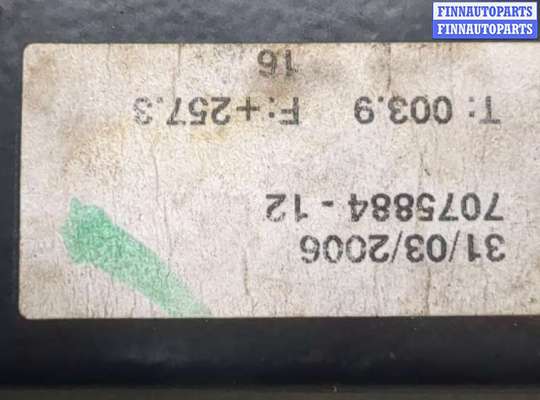 FINNAUTOPARTS
FINNAUTOPARTS
31/03/2006
7075884 - 12
T: 003.9 F:+257.3
16